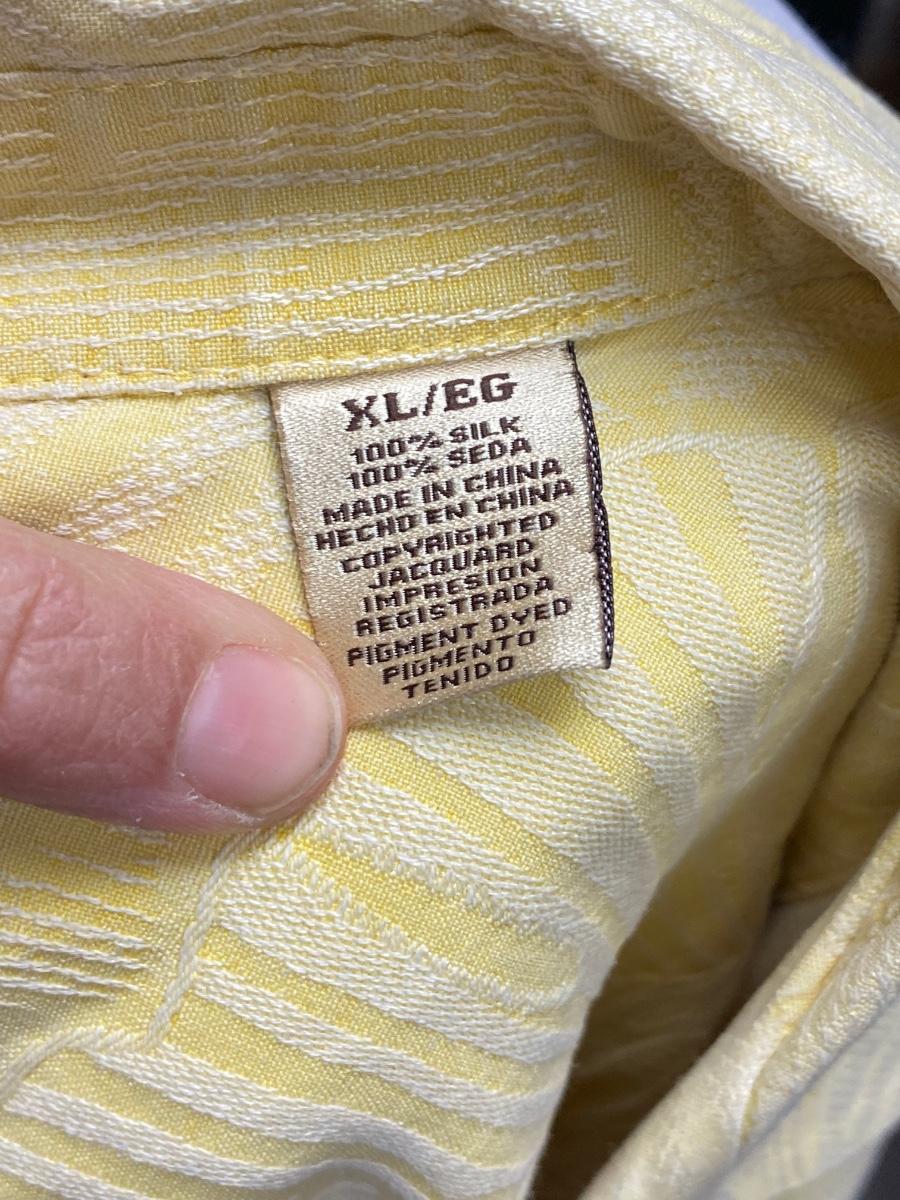 XL/EG
100% SILK
100% SEDA
MADE IN CHINA
HECHO EN CHINA
COPYRIGHTED
JACQUARD
IMPRESION
REGISTRADA
PIGMENT DYED
PIGMENTO
TENIDO